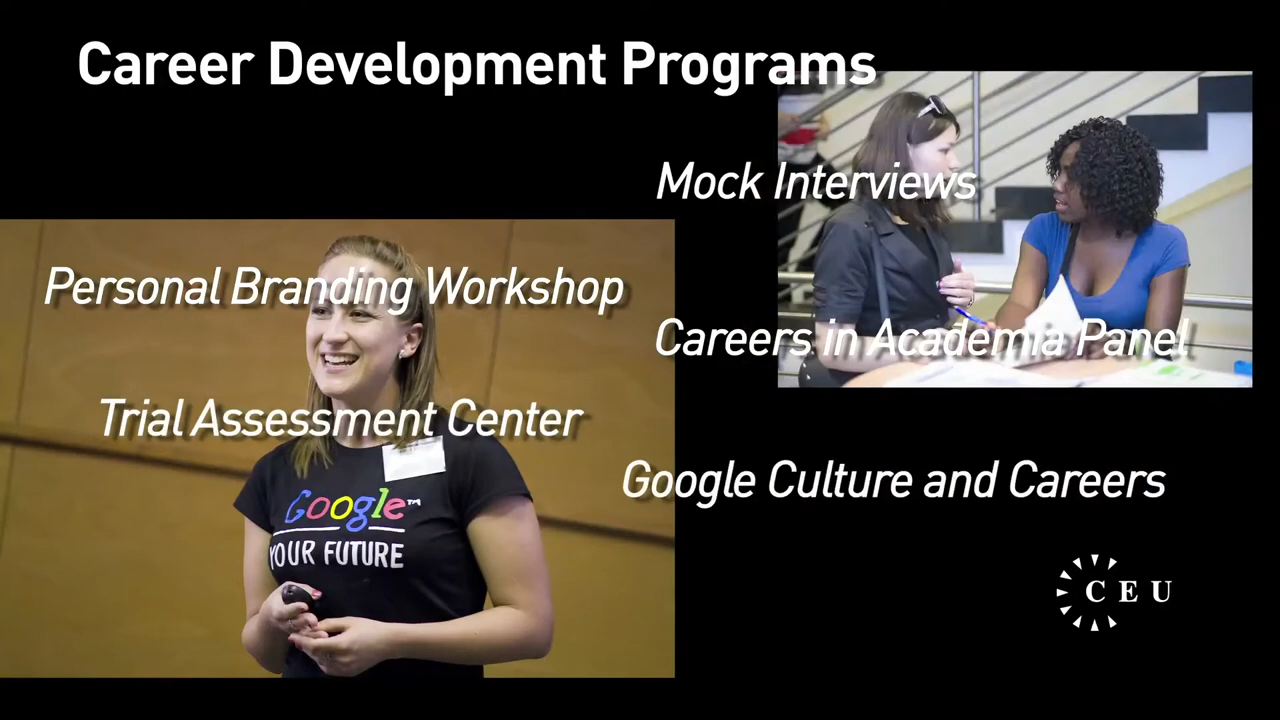 Career Development Programs
Mock Interviews
Personal Branding Workshop
Careers in Academia Panel
Trial Assessment Center
Google Culture and Careers
Google™
YOUR FUTURE
CEU